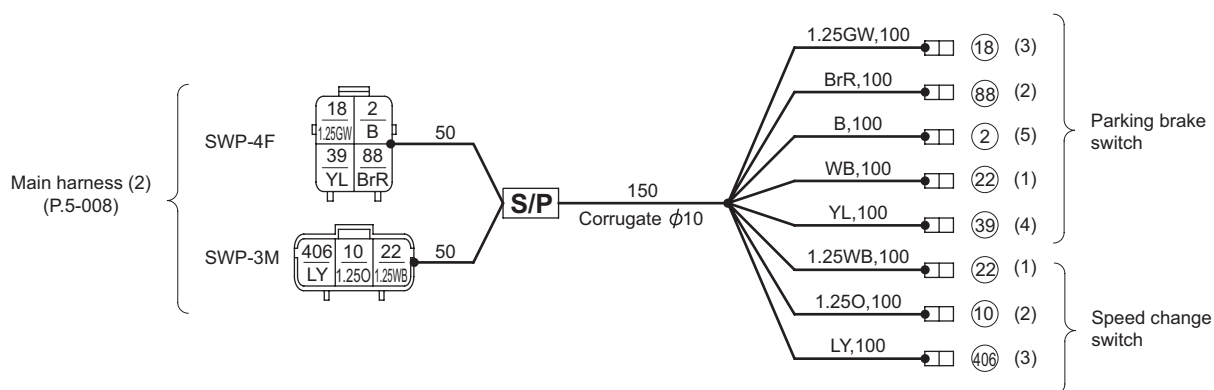 Main harness (2)
(P.5-008)
SWP-4F
18 2
1.25GW B
39 88
YL BrR
50
SWP-3M
406 10 22
LY 1.25O 1.25WB
50
S/P
150
Corrugate ϕ10
1.25GW,100 18 (3)
BrR,100 88 (2)
B,100 2 (5)
WB,100 22 (1)
YL,100 39 (4)
Parking brake
switch
1.25WB,100 22 (1)
1.25O,100 10 (2)
LY,100 406 (3)
Speed change
switch